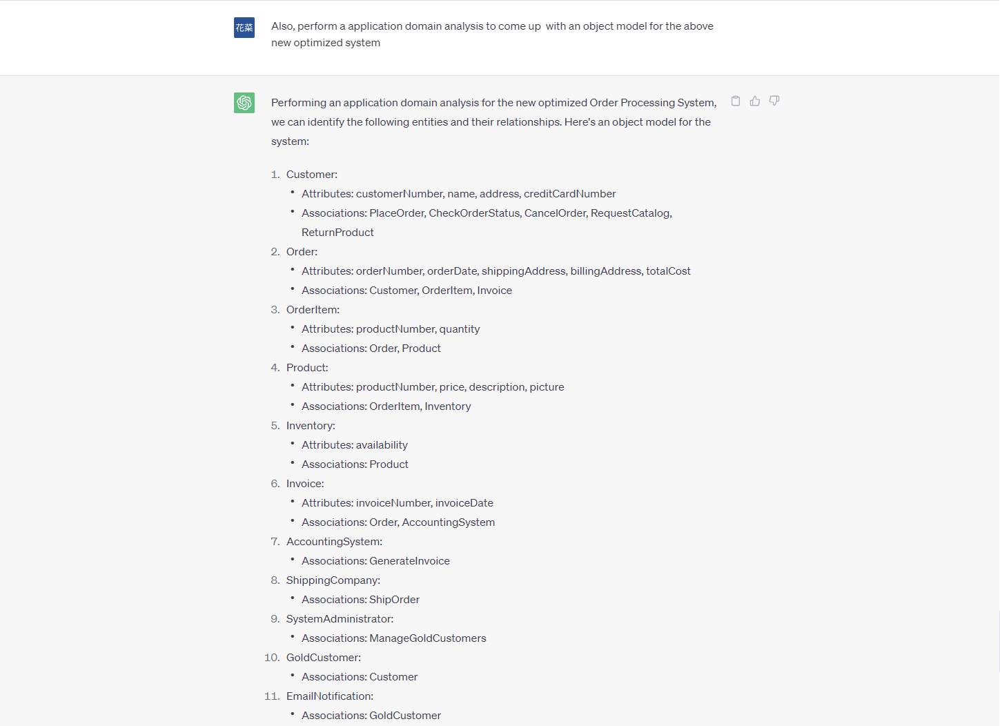 花菜
Also, perform a application domain analysis to come up  with an object model for the above
new optimized system
Performing an application domain analysis for the new optimized Order Processing System,
we can identify the following entities and their relationships. Here's an object model for the
system:
1. Customer:
• Attributes: customerNumber, name, address, creditCardNumber
• Associations: PlaceOrder, CheckOrderStatus, CancelOrder, RequestCatalog,
ReturnProduct
2. Order:
• Attributes: orderNumber, orderDate, shippingAddress, billingAddress, totalCost
• Associations: Customer, OrderItem, Invoice
3. OrderItem:
• Attributes: productNumber, quantity
• Associations: Order, Product
4. Product:
• Attributes: productNumber, price, description, picture
• Associations: OrderItem, Inventory
5. Inventory:
• Attributes: availability
• Associations: Product
6. Invoice:
• Attributes: invoiceNumber, invoiceDate
• Associations: Order, AccountingSystem
7. AccountingSystem:
• Associations: GenerateInvoice
8. ShippingCompany:
• Associations: ShipOrder
9. SystemAdministrator:
• Associations: ManageGoldCustomers
10. GoldCustomer:
• Associations: Customer
11. EmailNotification:
• Associations: GoldCustomer